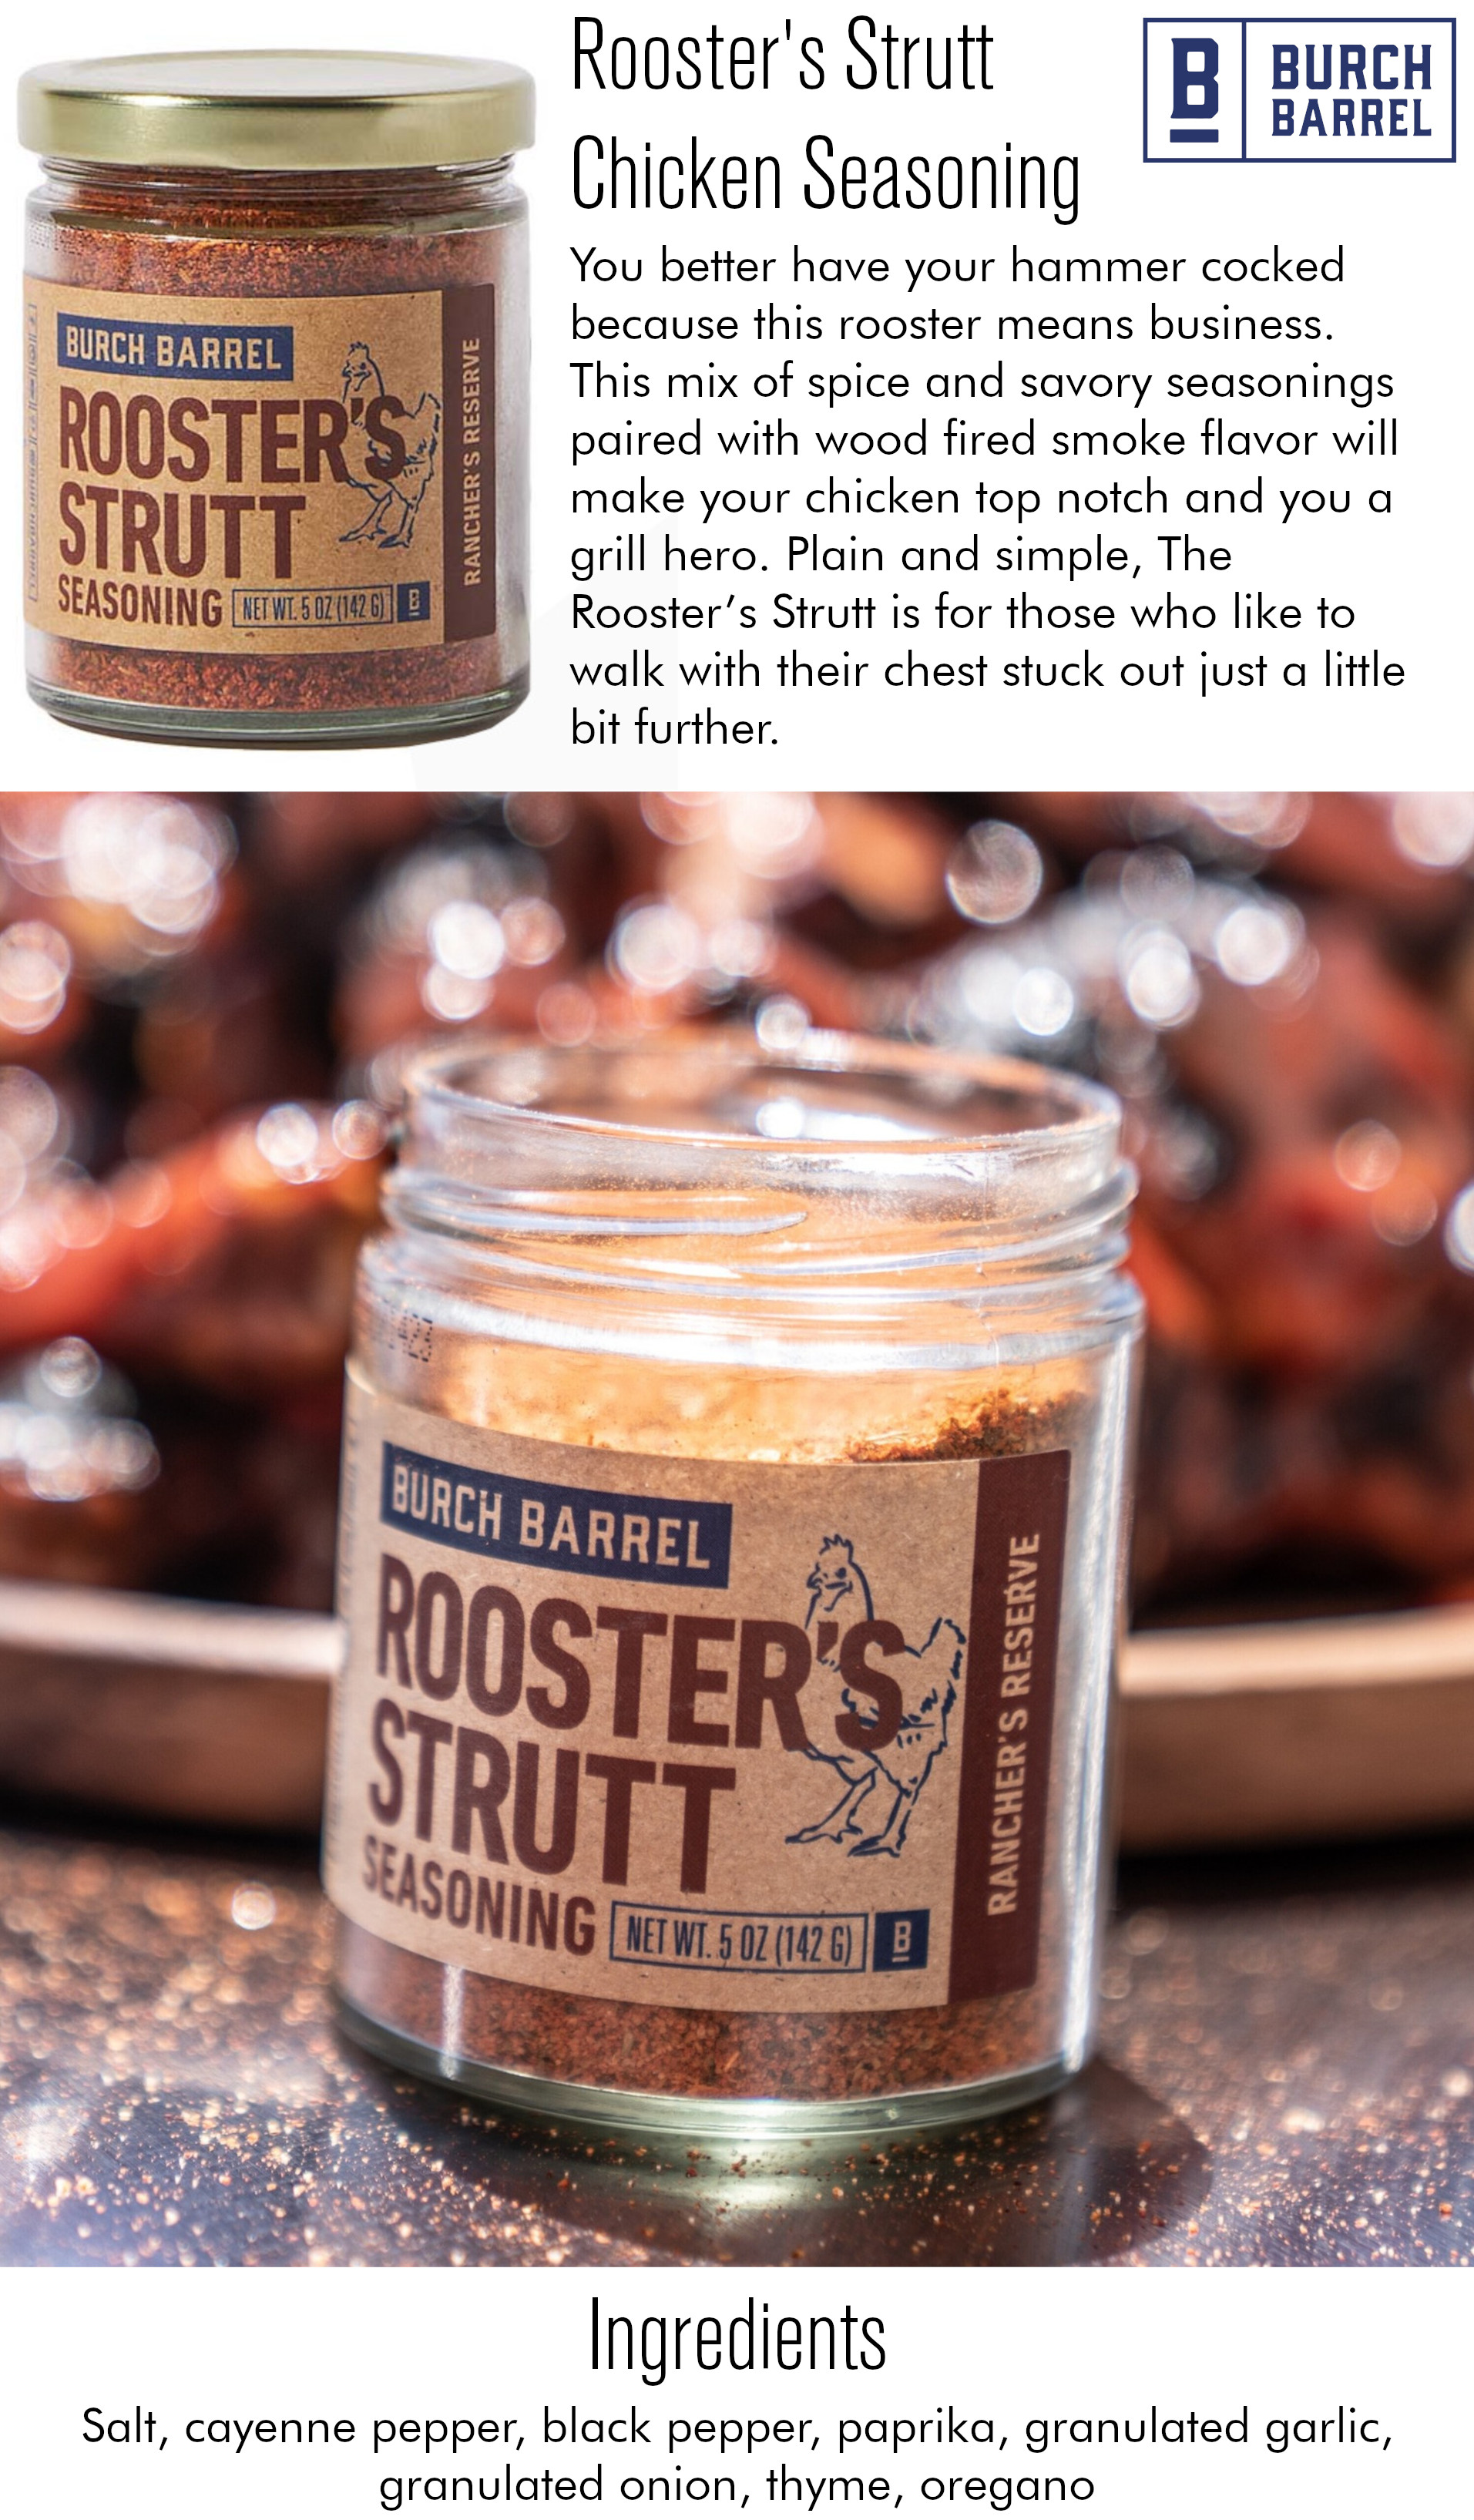 Rooster's Strutt
Chicken Seasoning
B
BURCH
BARREL
You better have your hammer cocked
because this rooster means business.
This mix of spice and savory seasonings
paired with wood fired smoke flavor will
make your chicken top notch and you a
grill hero. Plain and simple, The
Rooster’s Strutt is for those who like to
walk with their chest stuck out just a little
bit further.
BURCH BARREL
ROOSTER'S
STRUTT
SEASONING
NET WT. 5 OZ (142 G)
B
RANCHER'S RESERVE
BURCH BARREL
ROOSTER'S
STRUTT
SEASONING
NET WT. 5 OZ (142 G)
B
RANCHER'S RESERVE
Ingredients
Salt, cayenne pepper, black pepper, paprika, granulated garlic,
granulated onion, thyme, oregano